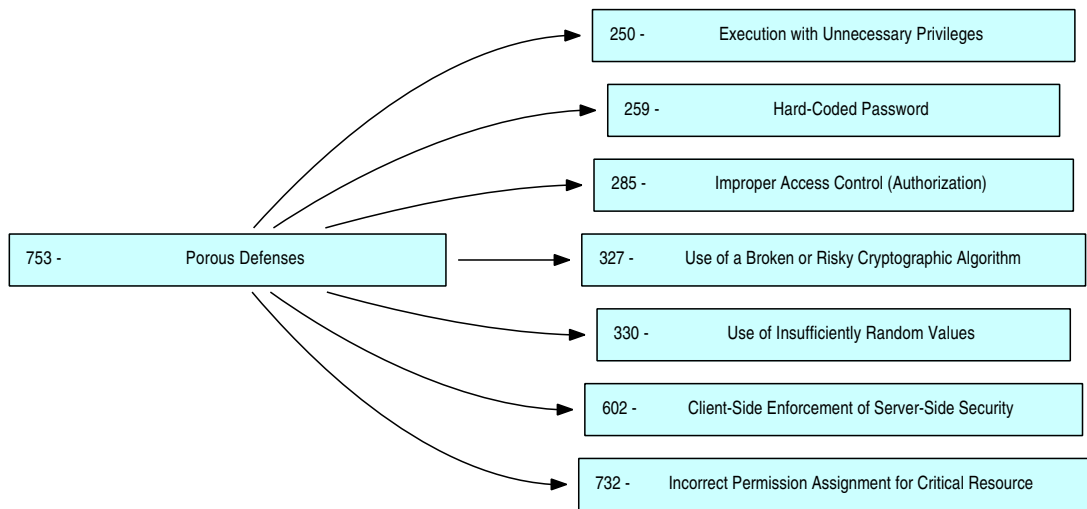 250 - Execution with Unnecessary Privileges
259 - Hard-Coded Password
285 - Improper Access Control (Authorization)
753 - Porous Defenses
327 - Use of a Broken or Risky Cryptographic Algorithm
330 - Use of Insufficiently Random Values
602 - Client-Side Enforcement of Server-Side Security
732 - Incorrect Permission Assignment for Critical Resource